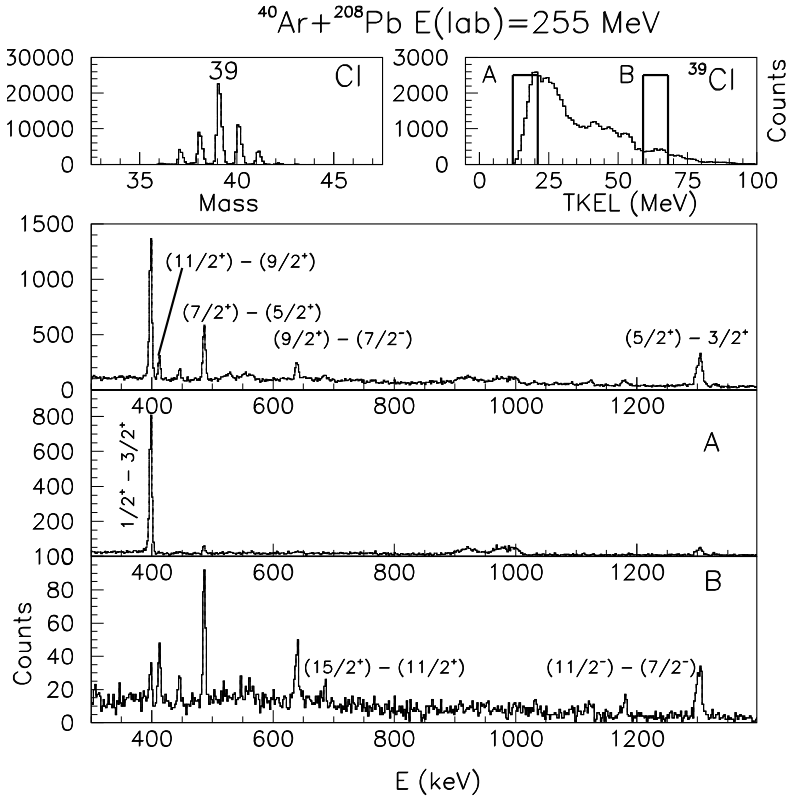 ⁴⁰Ar+²⁰⁸Pb E(lab)=255 MeV
30000
20000
10000
0
39
Cl
35 40 45
Mass
3000
2000
1000
0
A
B
³⁹Cl
Counts
0 25 50 75 100
TKEL (MeV)
1500
1000
500
0
(11/2⁺) – (9/2⁺)
(7/2⁺) – (5/2⁺)
(9/2⁺) – (7/2⁻)
(5/2⁺) – 3/2⁺
400 600 800 1000 1200
800
600
400
200
1/2⁺ – 3/2⁺
A
400 600 800 1000 1200
100
80
60
40
20
0
B
Counts
(15/2⁺) – (11/2⁺)
(11/2⁻) – (7/2⁻)
400 600 800 1000 1200
E (keV)